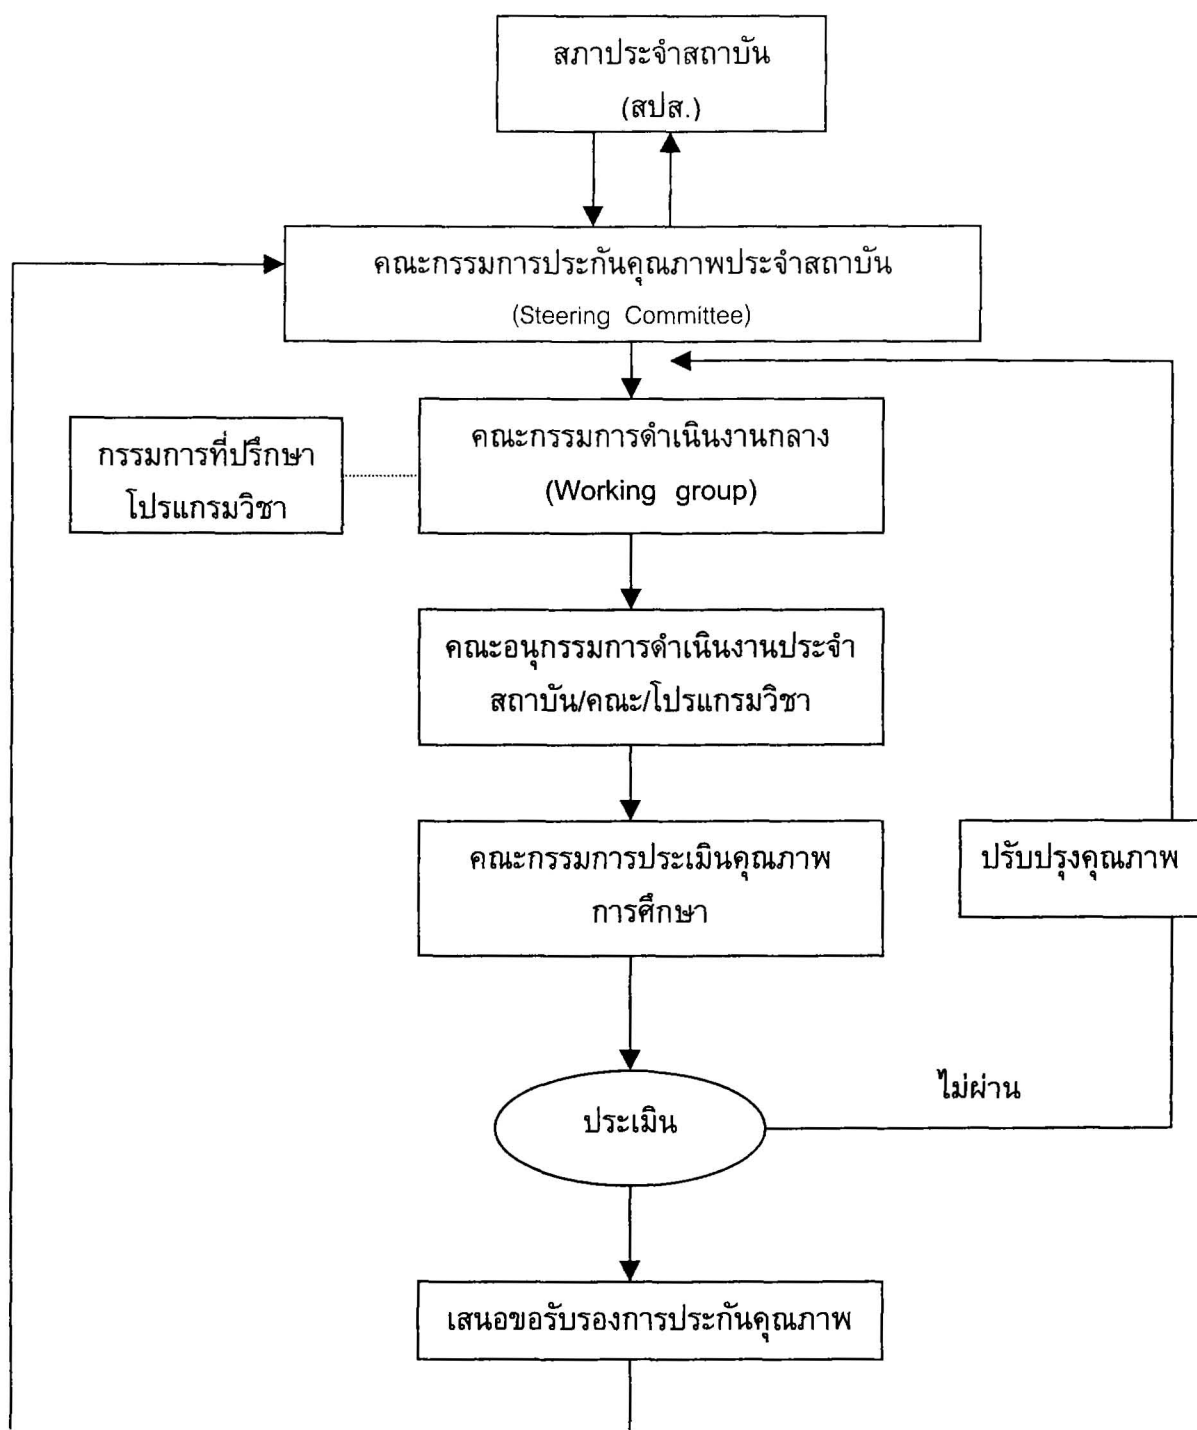 สภาประจำสถาบัน
(สปส.)
คณะกรรมการประกันคุณภาพประจำสถาบัน
(Steering Committee)
กรรมการที่ปรึกษา
โปรแกรมวิชา
คณะกรรมการดำเนินงานกลาง
(Working group)
คณะอนุกรรมการดำเนินงานประจำ
สถาบัน/คณะ/โปรแกรมวิชา
คณะกรรมการประเมินคุณภาพ
การศึกษา
ปรับปรุงคุณภาพ
ไม่ผ่าน
ประเมิน
เสนอขอรับรองการประกันคุณภาพ